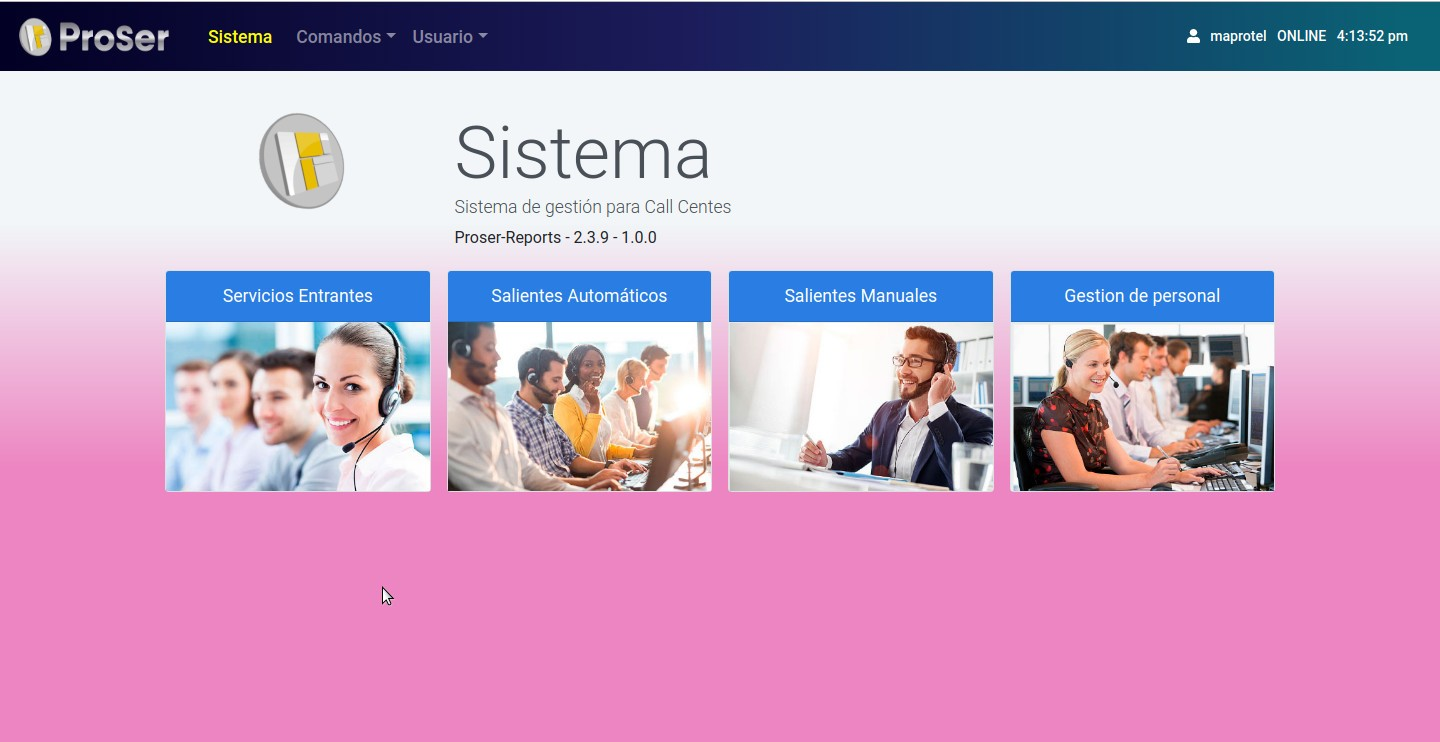 ProSer
Sistema Comandos Usuario
maprotel ONLINE 4:13:52 pm
Sistema
Sistema de gestión para Call Centes
Proser-Reports - 2.3.9 - 1.0.0
Servicios Entrantes
Salientes Automáticos
Salientes Manuales
Gestion de personal